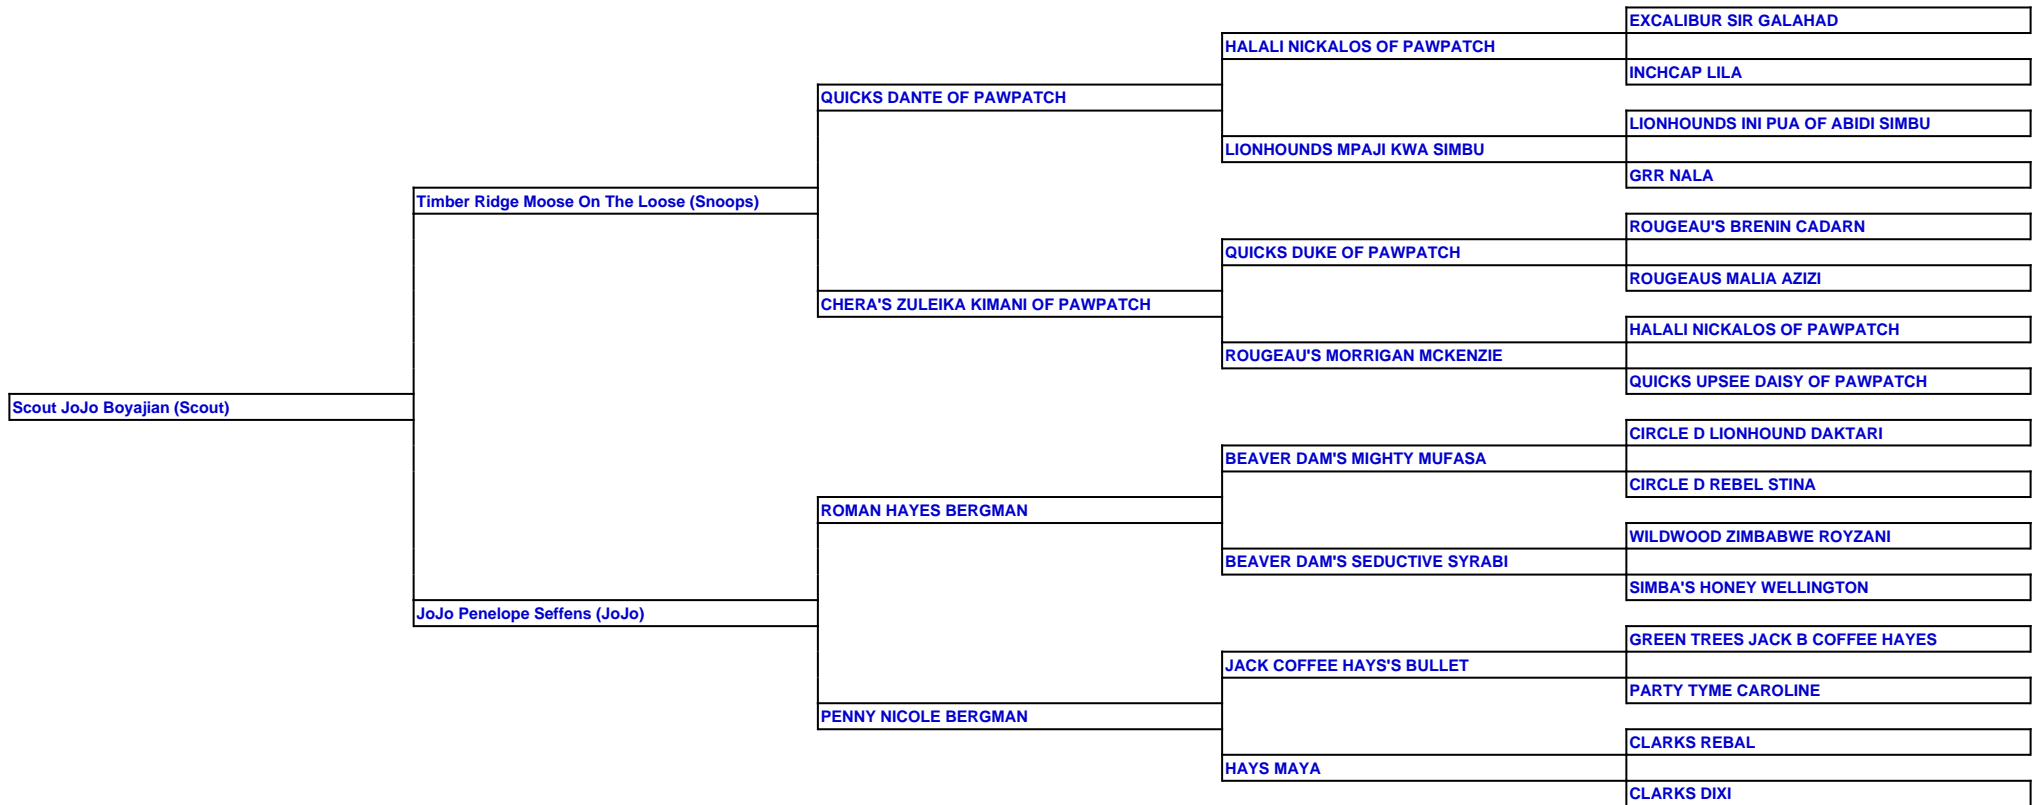 EXCALIBUR SIR GALAHAD
HALALI NICKALOS OF PAWPATCH
INCHCAP LILA
QUICKS DANTE OF PAWPATCH
LIONHOUNDS INI PUA OF ABIDI SIMBU
LIONHOUNDS MPAJI KWA SIMBU
GRR NALA
Timber Ridge Moose On The Loose (Snoops)
ROUGEAU'S BRENIN CADARN
QUICKS DUKE OF PAWPATCH
ROUGEAUS MALIA AZIZI
CHERA'S ZULEIKA KIMANI OF PAWPATCH
HALALI NICKALOS OF PAWPATCH
ROUGEAU'S MORRIGAN MCKENZIE
QUICKS UPSEE DAISY OF PAWPATCH
Scout JoJo Boyajian (Scout)
CIRCLE D LIONHOUND DAKTARI
BEAVER DAM'S MIGHTY MUFASA
CIRCLE D REBEL STINA
ROMAN HAYES BERGMAN
WILDWOOD ZIMBABWE ROYZANI
BEAVER DAM'S SEDUCTIVE SYRABI
SIMBA'S HONEY WELLINGTON
JoJo Penelope Seffens (JoJo)
GREEN TREES JACK B COFFEE HAYES
JACK COFFEE HAYS'S BULLET
PARTY TYME CAROLINE
PENNY NICOLE BERGMAN
CLARKS REBAL
HAYS MAYA
CLARKS DIXI